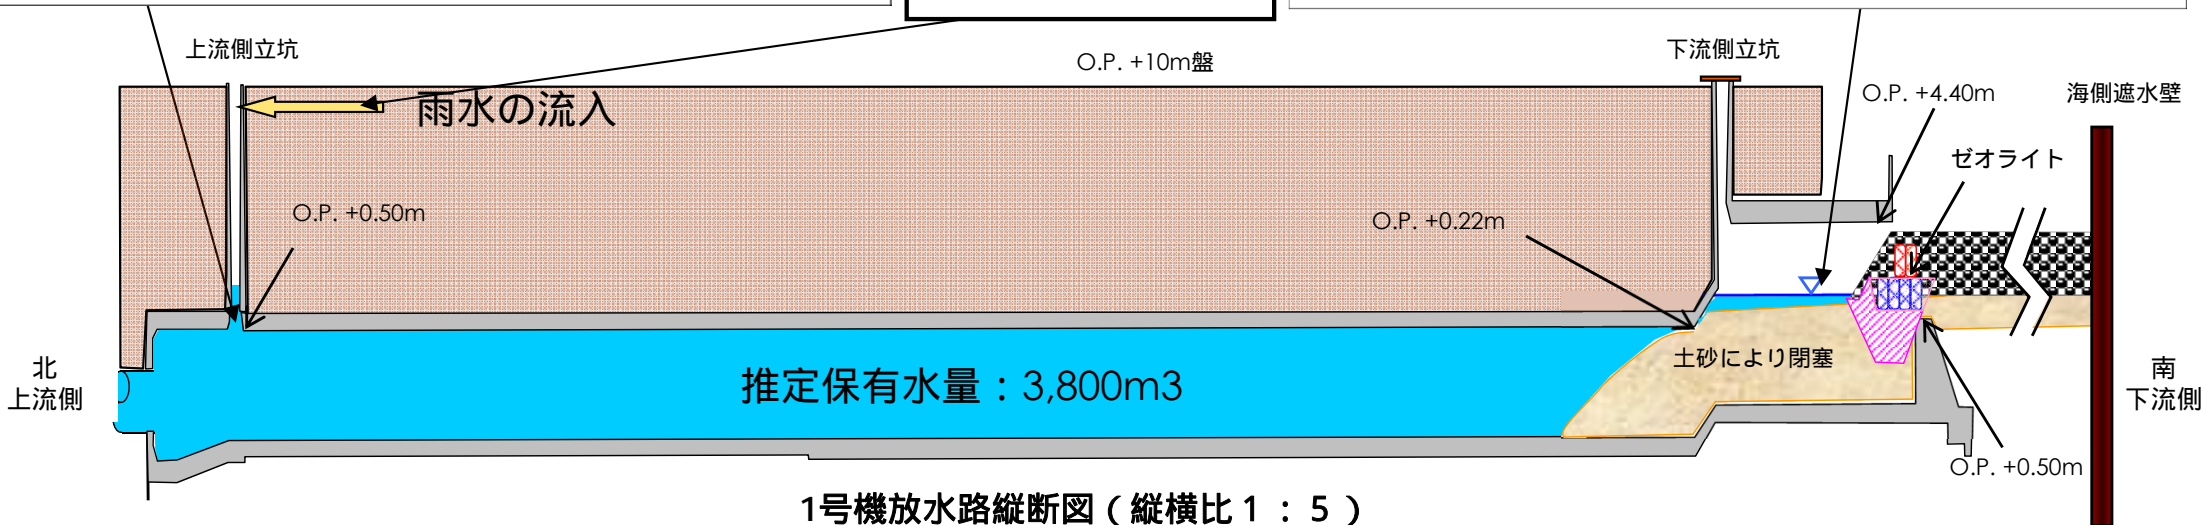 上流側立坑
O.P. +10m盤
下流側立坑
O.P. +4.40m
海側遮水壁
雨水の流入
ゼオライト
O.P. +0.50m
O.P. +0.22m
土砂により閉塞
北
上流側
推定保有水量：3,800m3
南
下流側
O.P. +0.50m
1号機放水路縦断図（縦横比１：５）